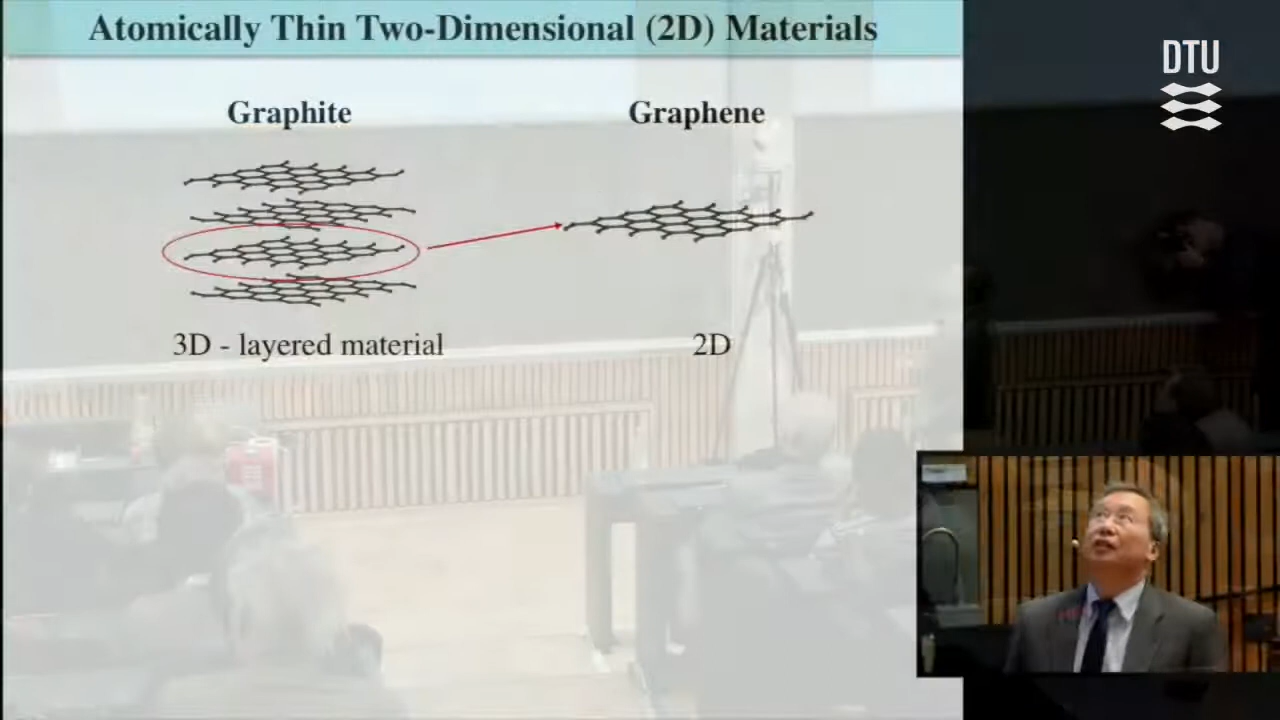 Atomically Thin Two-Dimensional (2D) Materials
DTU
Graphite
Graphene
3D - layered material
2D